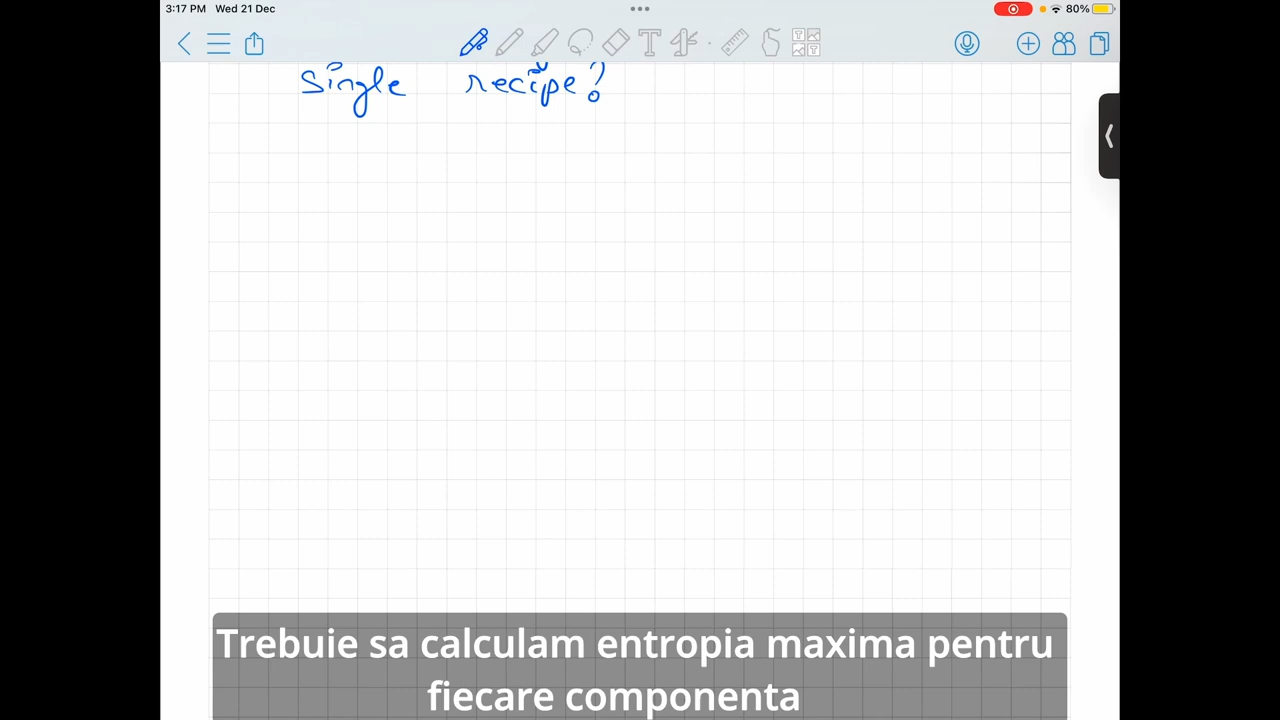 3:17 PM Wed 21 Dec
80%
single recipe?
Trebuie sa calculam entropia maxima pentru
fiecare componenta